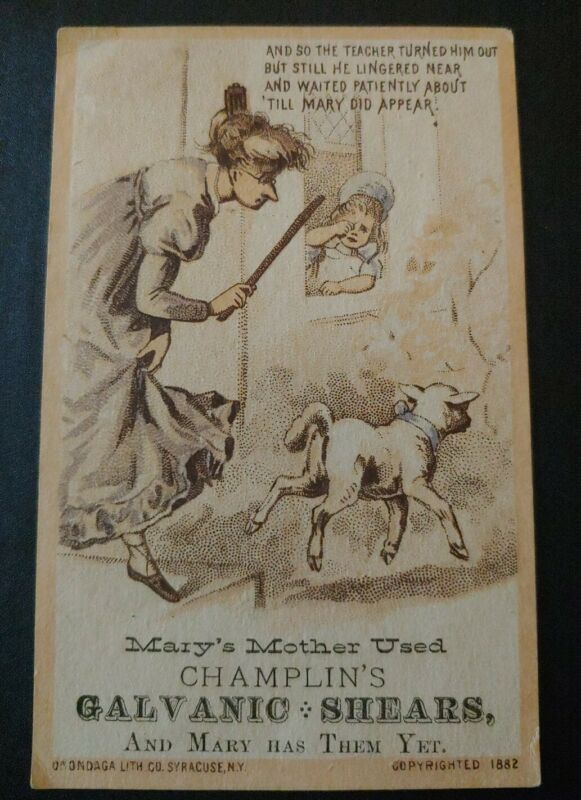 AND SO THE TEACHER TURNED HIM OUT
BUT STILL HE LINGERED NEAR
AND WAITED PATIENTLY ABOUT
'TILL MARY DID APPEAR.
Mary's Mother Used
CHAMPLIN'S
GALVANIC SHEARS,
AND MARY HAS THEM YET.
ONONDAGA LITH. CO. SYRACUSE, N.Y.
COPYRIGHTED 1882